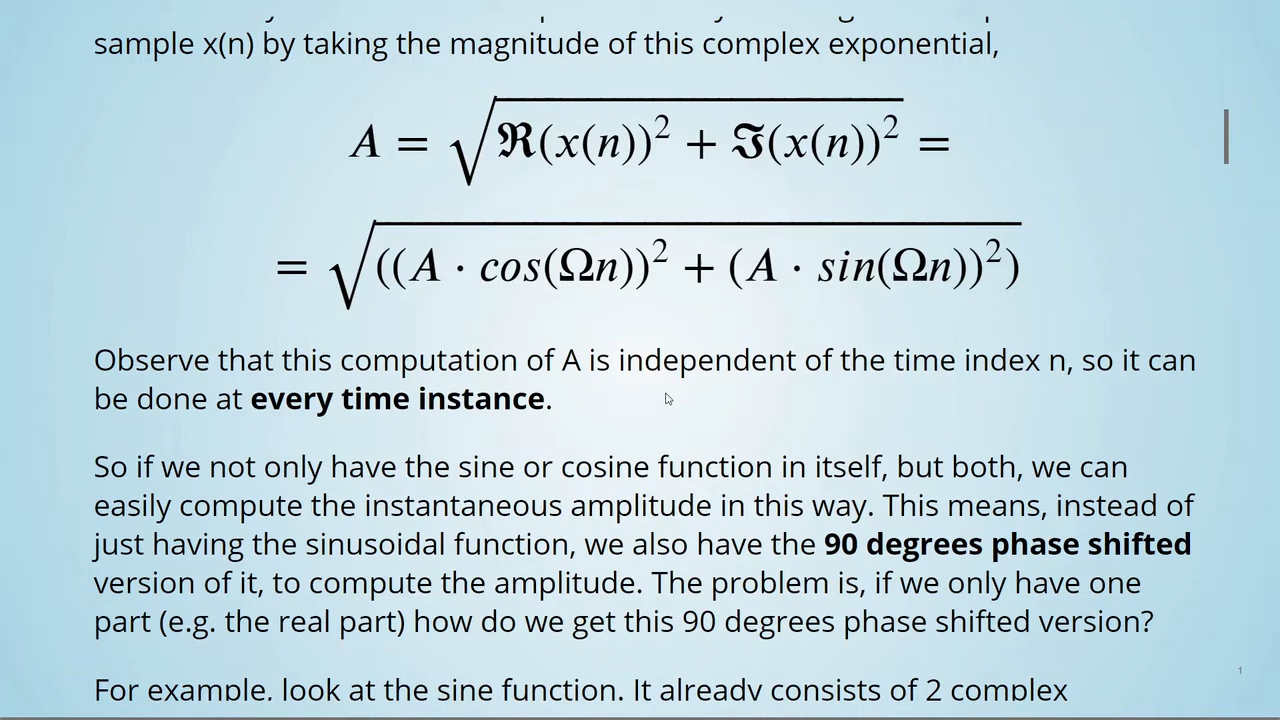 sample x(n) by taking the magnitude of this complex exponential,
A = √ℜ(x(n))² + ℑ(x(n))² =
= √((A · cos(Ωn))² + (A · sin(Ωn))²)
Observe that this computation of A is independent of the time index n, so it can
be done at every time instance.
So if we not only have the sine or cosine function in itself, but both, we can
easily compute the instantaneous amplitude in this way. This means, instead of
just having the sinusoidal function, we also have the 90 degrees phase shifted
version of it, to compute the amplitude. The problem is, if we only have one
part (e.g. the real part) how do we get this 90 degrees phase shifted version?
1
For example, look at the sine function. It already consists of 2 complex